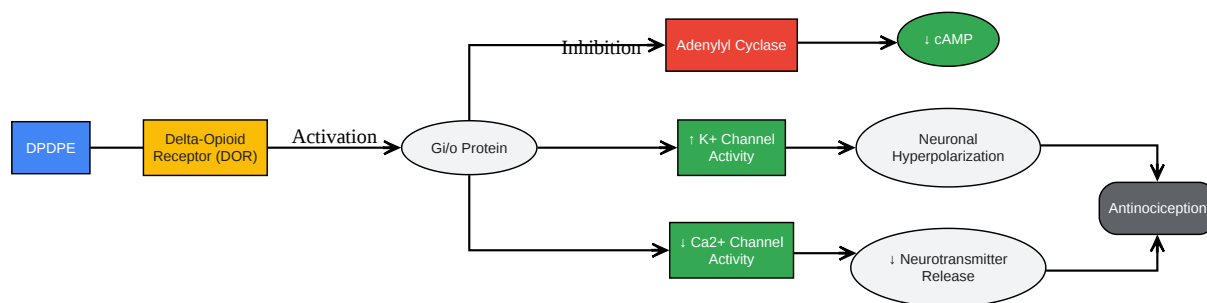 Inhibition
Adenylyl Cyclase
↓ cAMP
DPDPE
Delta-Opioid
Receptor (DOR)
Activation
Gi/o Protein
↑ K+ Channel
Activity
Neuronal
Hyperpolarization
Antinociception
↓ Ca2+ Channel
Activity
↓ Neurotransmitter
Release